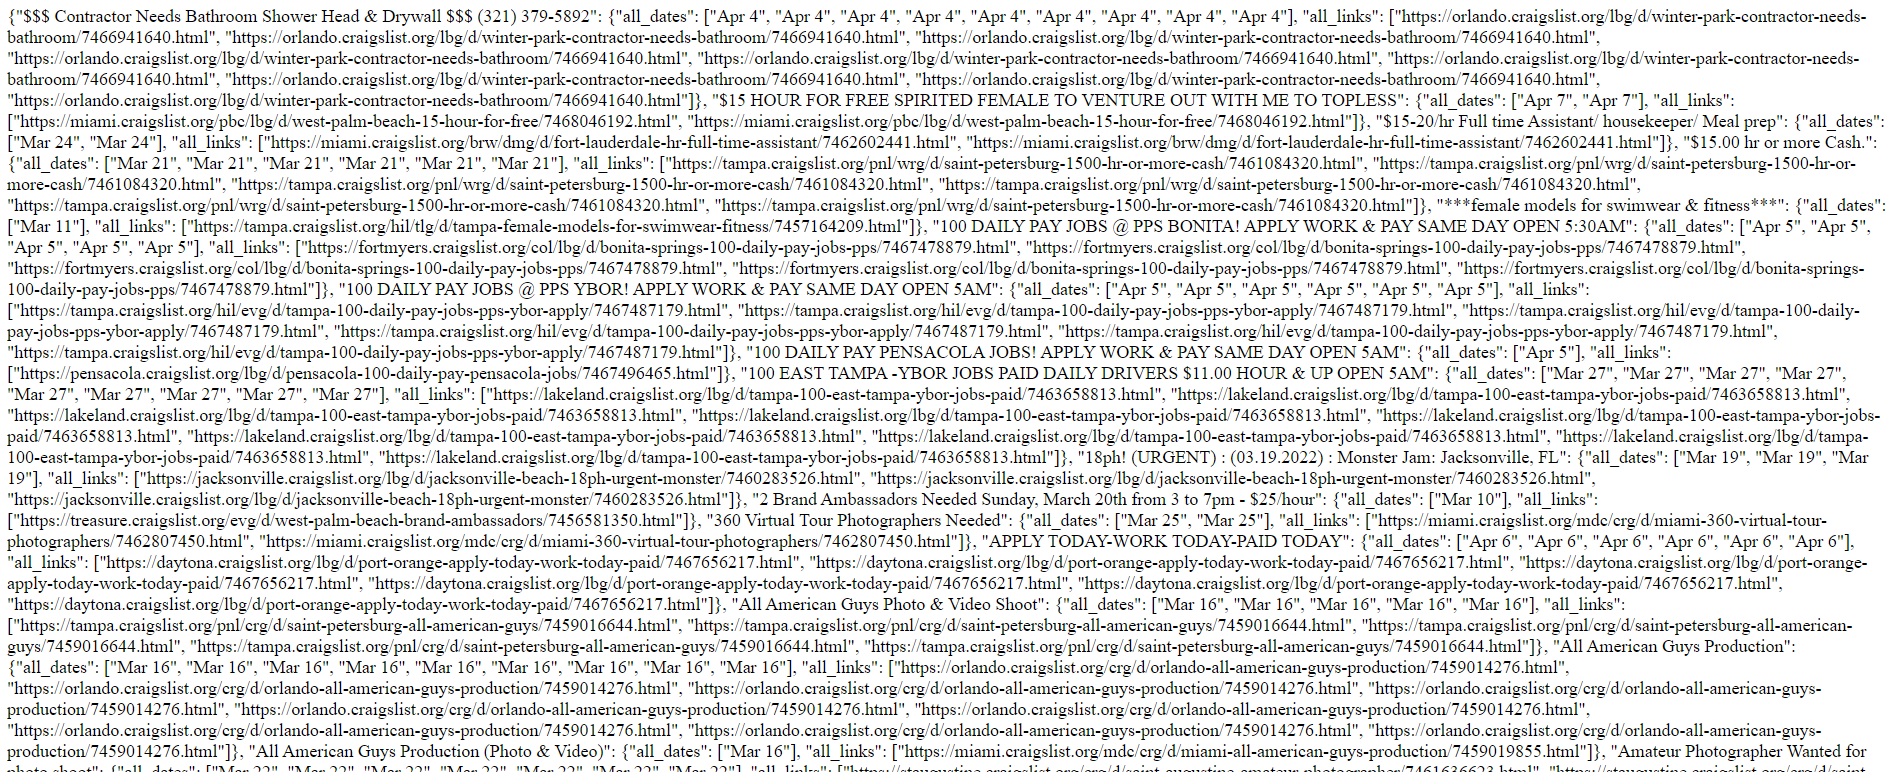 {"$$$ Contractor Needs Bathroom Shower Head & Drywall $$$ (321) 379-5892": {"all_dates": ["Apr 4", "Apr 4", "Apr 4", "Apr 4", "Apr 4", "Apr 4", "Apr 4", "Apr 4", "Apr 4"], "all_links": ["https://orlando.craigslist.org/lbg/d/winter-park-contractor-needs-
bathroom/7466941640.html", "https://orlando.craigslist.org/lbg/d/winter-park-contractor-needs-bathroom/7466941640.html", "https://orlando.craigslist.org/lbg/d/winter-park-contractor-needs-bathroom/7466941640.html",
"https://orlando.craigslist.org/lbg/d/winter-park-contractor-needs-bathroom/7466941640.html", "https://orlando.craigslist.org/lbg/d/winter-park-contractor-needs-bathroom/7466941640.html", "https://orlando.craigslist.org/lbg/d/winter-park-contractor-needs-
bathroom/7466941640.html", "https://orlando.craigslist.org/lbg/d/winter-park-contractor-needs-bathroom/7466941640.html", "https://orlando.craigslist.org/lbg/d/winter-park-contractor-needs-bathroom/7466941640.html",
"https://orlando.craigslist.org/lbg/d/winter-park-contractor-needs-bathroom/7466941640.html"]}, "$15 HOUR FOR FREE SPIRITED FEMALE TO VENTURE OUT WITH ME TO TOPLESS": {"all_dates": ["Apr 7", "Apr 7"], "all_links":
["https://miami.craigslist.org/pbc/lbg/d/west-palm-beach-15-hour-for-free/7468046192.html", "https://miami.craigslist.org/pbc/lbg/d/west-palm-beach-15-hour-for-free/7468046192.html"]}, "$15-20/hr Full time Assistant/ housekeeper/ Meal prep": {"all_dates":
["Mar 24", "Mar 24"], "all_links": ["https://miami.craigslist.org/brw/dmg/d/fort-lauderdale-hr-full-time-assistant/7462602441.html", "https://miami.craigslist.org/brw/dmg/d/fort-lauderdale-hr-full-time-assistant/7462602441.html"]}, "$15.00 hr or more Cash.":
{"all_dates": ["Mar 21", "Mar 21", "Mar 21", "Mar 21", "Mar 21", "Mar 21"], "all_links": ["https://tampa.craigslist.org/pnl/wrg/d/saint-petersburg-1500-hr-or-more-cash/7461084320.html", "https://tampa.craigslist.org/pnl/wrg/d/saint-petersburg-1500-hr-or-
more-cash/7461084320.html", "https://tampa.craigslist.org/pnl/wrg/d/saint-petersburg-1500-hr-or-more-cash/7461084320.html", "https://tampa.craigslist.org/pnl/wrg/d/saint-petersburg-1500-hr-or-more-cash/7461084320.html",
"https://tampa.craigslist.org/pnl/wrg/d/saint-petersburg-1500-hr-or-more-cash/7461084320.html", "https://tampa.craigslist.org/pnl/wrg/d/saint-petersburg-1500-hr-or-more-cash/7461084320.html"]}, "***female models for swimwear & fitness***": {"all_dates":
["Mar 11"], "all_links": ["https://tampa.craigslist.org/hil/tlg/d/tampa-female-models-for-swimwear-fitness/7457164209.html"]}, "100 DAILY PAY JOBS @ PPS BONITA! APPLY WORK & PAY SAME DAY OPEN 5:30AM": {"all_dates": ["Apr 5", "Apr 5",
"Apr 5", "Apr 5", "Apr 5"], "all_links": ["https://fortmyers.craigslist.org/col/lbg/d/bonita-springs-100-daily-pay-jobs-pps/7467478879.html", "https://fortmyers.craigslist.org/col/lbg/d/bonita-springs-100-daily-pay-jobs-pps/7467478879.html",
"https://fortmyers.craigslist.org/col/lbg/d/bonita-springs-100-daily-pay-jobs-pps/7467478879.html", "https://fortmyers.craigslist.org/col/lbg/d/bonita-springs-100-daily-pay-jobs-pps/7467478879.html", "https://fortmyers.craigslist.org/col/lbg/d/bonita-springs-
100-daily-pay-jobs-pps/7467478879.html"]}, "100 DAILY PAY JOBS @ PPS YBOR! APPLY WORK & PAY SAME DAY OPEN 5AM": {"all_dates": ["Apr 5", "Apr 5", "Apr 5", "Apr 5", "Apr 5", "Apr 5"], "all_links":
["https://tampa.craigslist.org/hil/evg/d/tampa-100-daily-pay-jobs-pps-ybor-apply/7467487179.html", "https://tampa.craigslist.org/hil/evg/d/tampa-100-daily-pay-jobs-pps-ybor-apply/7467487179.html", "https://tampa.craigslist.org/hil/evg/d/tampa-100-daily-
pay-jobs-pps-ybor-apply/7467487179.html", "https://tampa.craigslist.org/hil/evg/d/tampa-100-daily-pay-jobs-pps-ybor-apply/7467487179.html", "https://tampa.craigslist.org/hil/evg/d/tampa-100-daily-pay-jobs-pps-ybor-apply/7467487179.html",
"https://tampa.craigslist.org/hil/evg/d/tampa-100-daily-pay-jobs-pps-ybor-apply/7467487179.html"]}, "100 DAILY PAY PENSACOLA JOBS! APPLY WORK & PAY SAME DAY OPEN 5AM": {"all_dates": ["Apr 5"], "all_links":
["https://pensacola.craigslist.org/lbg/d/pensacola-100-daily-pay-pensacola-jobs/7467496465.html"]}, "100 EAST TAMPA -YBOR JOBS PAID DAILY DRIVERS $11.00 HOUR & UP OPEN 5AM": {"all_dates": ["Mar 27", "Mar 27", "Mar 27", "Mar 27",
"Mar 27", "Mar 27", "Mar 27", "Mar 27", "Mar 27"], "all_links": ["https://lakeland.craigslist.org/lbg/d/tampa-100-east-tampa-ybor-jobs-paid/7463658813.html", "https://lakeland.craigslist.org/lbg/d/tampa-100-east-tampa-ybor-jobs-paid/7463658813.html",
"https://lakeland.craigslist.org/lbg/d/tampa-100-east-tampa-ybor-jobs-paid/7463658813.html", "https://lakeland.craigslist.org/lbg/d/tampa-100-east-tampa-ybor-jobs-paid/7463658813.html", "https://lakeland.craigslist.org/lbg/d/tampa-100-east-tampa-ybor-jobs-
paid/7463658813.html", "https://lakeland.craigslist.org/lbg/d/tampa-100-east-tampa-ybor-jobs-paid/7463658813.html", "https://lakeland.craigslist.org/lbg/d/tampa-100-east-tampa-ybor-jobs-paid/7463658813.html", "https://lakeland.craigslist.org/lbg/d/tampa-
100-east-tampa-ybor-jobs-paid/7463658813.html", "https://lakeland.craigslist.org/lbg/d/tampa-100-east-tampa-ybor-jobs-paid/7463658813.html"]}, "18ph! (URGENT) : (03.19.2022) : Monster Jam: Jacksonville, FL": {"all_dates": ["Mar 19", "Mar 19", "Mar
19"], "all_links": ["https://jacksonville.craigslist.org/lbg/d/jacksonville-beach-18ph-urgent-monster/7460283526.html", "https://jacksonville.craigslist.org/lbg/d/jacksonville-beach-18ph-urgent-monster/7460283526.html",
"https://jacksonville.craigslist.org/lbg/d/jacksonville-beach-18ph-urgent-monster/7460283526.html"]}, "2 Brand Ambassadors Needed Sunday, March 20th from 3 to 7pm - $25/hour": {"all_dates": ["Mar 10"], "all_links":
["https://treasure.craigslist.org/evg/d/west-palm-beach-brand-ambassadors/7456581350.html"]}, "360 Virtual Tour Photographers Needed": {"all_dates": ["Mar 25", "Mar 25"], "all_links": ["https://miami.craigslist.org/mdc/crg/d/miami-360-virtual-tour-
photographers/7462807450.html", "https://miami.craigslist.org/mdc/crg/d/miami-360-virtual-tour-photographers/7462807450.html"]}, "APPLY TODAY-WORK TODAY-PAID TODAY": {"all_dates": ["Apr 6", "Apr 6", "Apr 6", "Apr 6", "Apr 6", "Apr 6"],
"all_links": ["https://daytona.craigslist.org/lbg/d/port-orange-apply-today-work-today-paid/7467656217.html", "https://daytona.craigslist.org/lbg/d/port-orange-apply-today-work-today-paid/7467656217.html", "https://daytona.craigslist.org/lbg/d/port-orange-
apply-today-work-today-paid/7467656217.html", "https://daytona.craigslist.org/lbg/d/port-orange-apply-today-work-today-paid/7467656217.html", "https://daytona.craigslist.org/lbg/d/port-orange-apply-today-work-today-paid/7467656217.html",
"https://daytona.craigslist.org/lbg/d/port-orange-apply-today-work-today-paid/7467656217.html"]}, "All American Guys Photo & Video Shoot": {"all_dates": ["Mar 16", "Mar 16", "Mar 16", "Mar 16", "Mar 16"], "all_links":
["https://tampa.craigslist.org/pnl/crg/d/saint-petersburg-all-american-guys/7459016644.html", "https://tampa.craigslist.org/pnl/crg/d/saint-petersburg-all-american-guys/7459016644.html", "https://tampa.craigslist.org/pnl/crg/d/saint-petersburg-all-american-
guys/7459016644.html", "https://tampa.craigslist.org/pnl/crg/d/saint-petersburg-all-american-guys/7459016644.html", "https://tampa.craigslist.org/pnl/crg/d/saint-petersburg-all-american-guys/7459016644.html"]}, "All American Guys Production":
{"all_dates": ["Mar 16", "Mar 16", "Mar 16", "Mar 16", "Mar 16", "Mar 16", "Mar 16", "Mar 16", "Mar 16"], "all_links": ["https://orlando.craigslist.org/crg/d/orlando-all-american-guys-production/7459014276.html",
"https://orlando.craigslist.org/crg/d/orlando-all-american-guys-production/7459014276.html", "https://orlando.craigslist.org/crg/d/orlando-all-american-guys-production/7459014276.html", "https://orlando.craigslist.org/crg/d/orlando-all-american-guys-
production/7459014276.html", "https://orlando.craigslist.org/crg/d/orlando-all-american-guys-production/7459014276.html", "https://orlando.craigslist.org/crg/d/orlando-all-american-guys-production/7459014276.html",
"https://orlando.craigslist.org/crg/d/orlando-all-american-guys-production/7459014276.html", "https://orlando.craigslist.org/crg/d/orlando-all-american-guys-production/7459014276.html", "https://orlando.craigslist.org/crg/d/orlando-all-american-guys-
production/7459014276.html"]}, "All American Guys Production (Photo & Video)": {"all_dates": ["Mar 16"], "all_links": ["https://miami.craigslist.org/mdc/crg/d/miami-all-american-guys-production/7459019855.html"]}, "Amateur Photographer Wanted for
photo shoot": {"all_dates": ["Mar 22", "Mar 22", "Mar 22", "Mar 22", "Mar 22", "Mar 22", "Mar 22", "Mar 22"], "all_links": ["https://staugustine.craigslist.org/crg/d/saint-augustine-amateur-photographer/7461636623.html", "https://staugustine.craigslist.org/crg/d/saint-